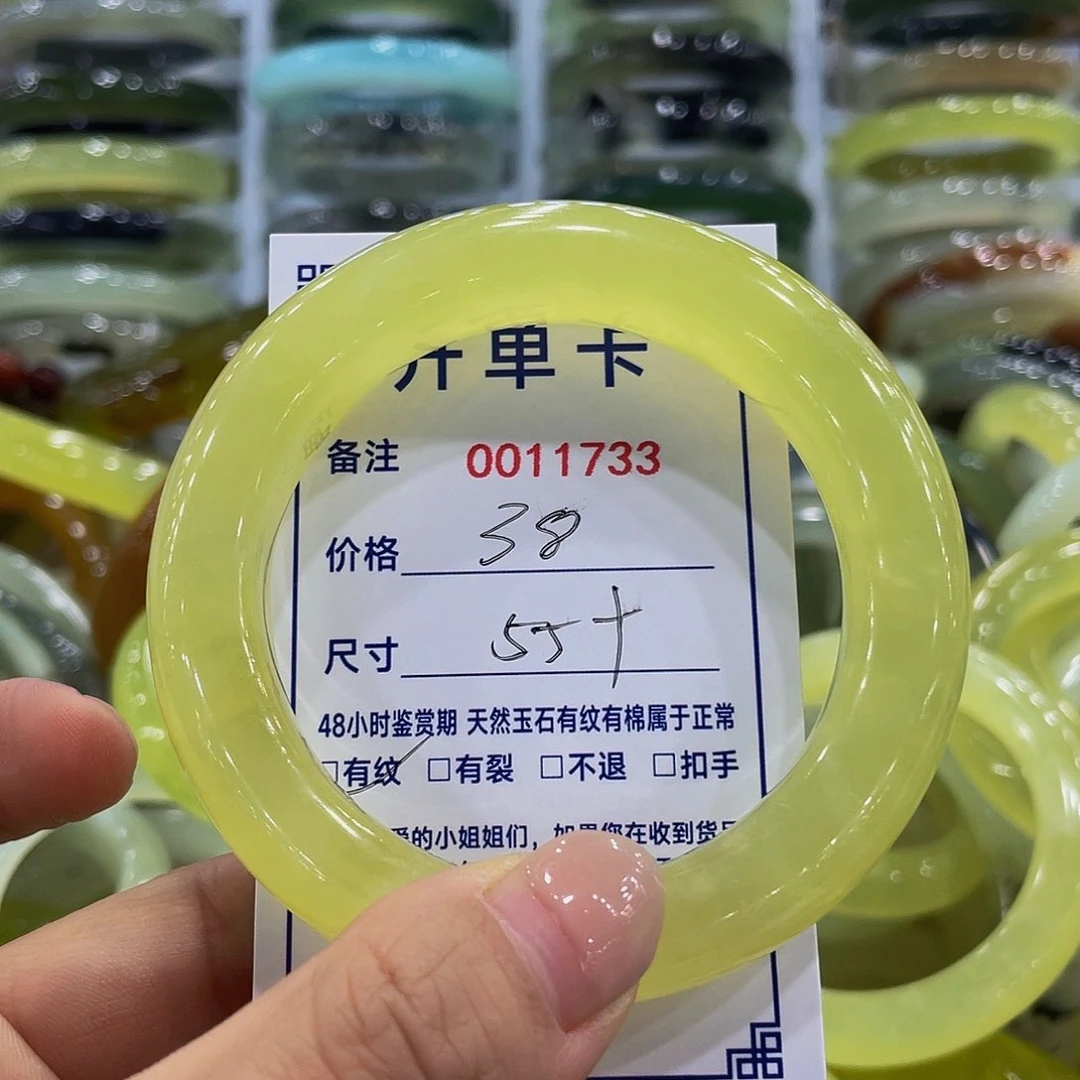 开单卡
备注 0011733
价格 38
尺寸 55+
48小时鉴赏期 天然玉石有纹有棉属于正常
□有纹 □有裂 □不退 □扣手
爱的小姐姐们，如果您在收到货后